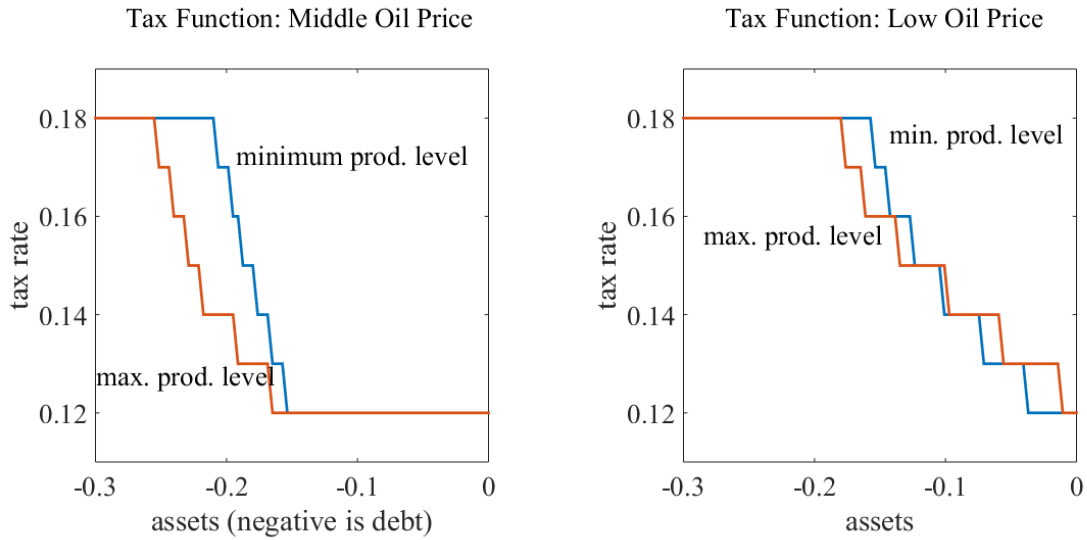 Tax Function: Middle Oil Price
0.18
0.16
0.14
0.12
tax rate
minimum prod. level
max. prod. level
-0.3
-0.2
-0.1
0
assets (negative is debt)
Tax Function: Low Oil Price
0.18
0.16
0.14
0.12
tax rate
min. prod. level
max. prod. level
-0.3
-0.2
-0.1
0
assets